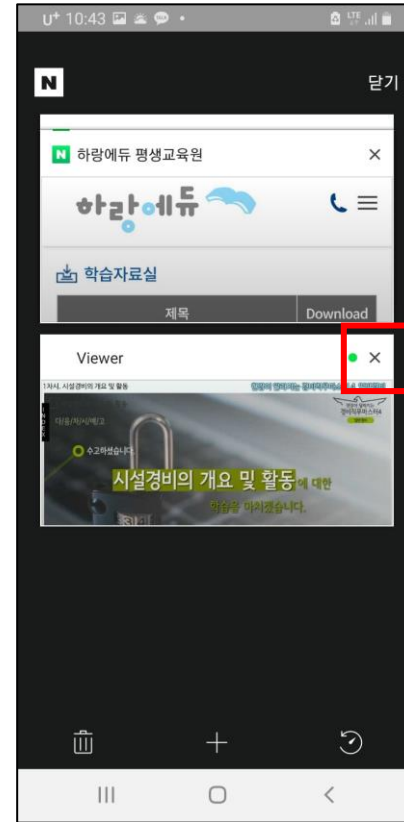 U⁺ 10:43 LTE
N 닫기
N 하랑에듀 평생교육원 ×
하랑에듀
학습자료실
제목 Download
Viewer ×
1차시. 시설경비의 개요 및 활동
INDEX
수고하셨습니다.
시설경비의 개요 및 활동에 대한
학습을 마치겠습니다.